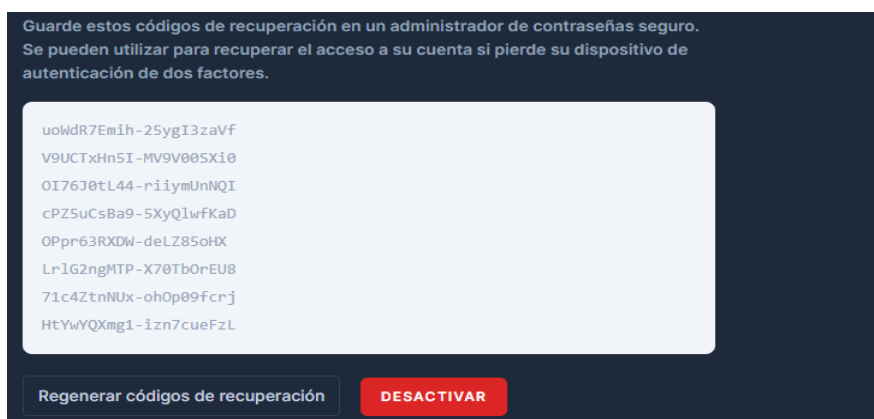 Guarde estos códigos de recuperación en un administrador de contraseñas seguro.
Se pueden utilizar para recuperar el acceso a su cuenta si pierde su dispositivo de
autenticación de dos factores.
uoWdR7Emih-25ygI3zaVf
V9UCTxHn5I-MV9V00SXi0
OI76J0tL44-riiymUnNQI
cPZ5uCsBa9-5XyQlwfKaD
OPpr63RXDW-deLZ85oHX
LrlG2ngMTP-X70TbOrEU8
71c4ZtnNUx-ohOp09fcrj
HtYwYQXmg1-izn7cueFzL
Regenerar códigos de recuperación
DESACTIVAR